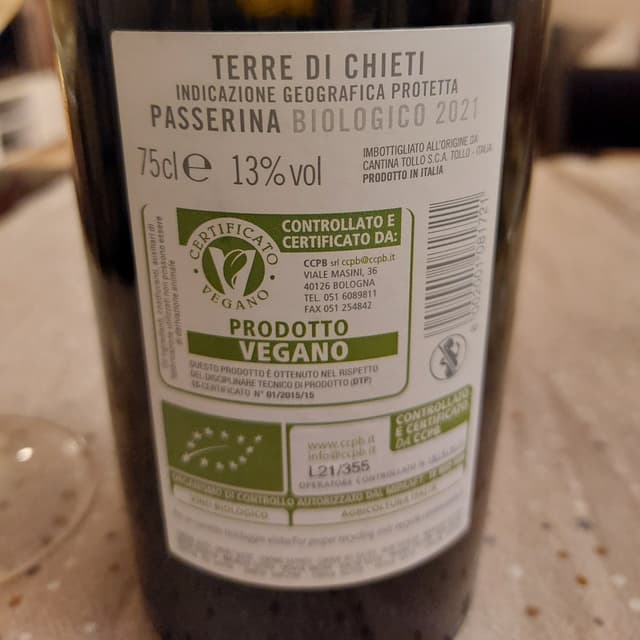 TERRE DI CHIETI
INDICAZIONE GEOGRAFICA PROTETTA
PASSERINA BIOLOGICO 2021
75cl e 13% vol
IMBOTTIGLIATO ALL'ORIGINE DA
CANTINA TOLLO S.C.A. TOLLO - ITALIA
PRODOTTO IN ITALIA
CERTIFICATO
VEGANO
CONTROLLATO E
CERTIFICATO DA:
CCPB srl ccpb@ccpb.it
VIALE MASINI, 36
40126 BOLOGNA
TEL. 051 6089811
FAX 051 254842
PRODOTTO
VEGANO
QUESTO PRODOTTO È OTTENUTO NEL RISPETTO
DEL DISCIPLINARE TECNICO DI PRODOTTO (DTP)
N° 01/2015/15
CONTROLLATO
E CERTIFICATO
DA CCPB
www.ccpb.it
info@ccpb.it
L21/355
OPERATORE CONTROLLATO
ORGANISMO DI CONTROLLO AUTORIZZATO DAL
VINO BIOLOGICO
AGRICOLTURA ITALIA